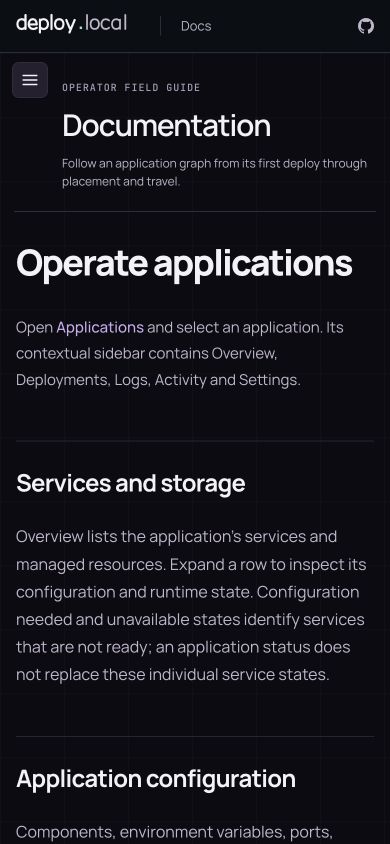 deploy.local
Docs
OPERATOR FIELD GUIDE
Documentation
Follow an application graph from its first deploy through
placement and travel.
Operate applications
Open Applications and select an application. Its
contextual sidebar contains Overview,
Deployments, Logs, Activity and Settings.
Services and storage
Overview lists the application's services and
managed resources. Expand a row to inspect its
configuration and runtime state. Configuration
needed and unavailable states identify services
that are not ready; an application status does
not replace these individual service states.
Application configuration
Components, environment variables, ports,